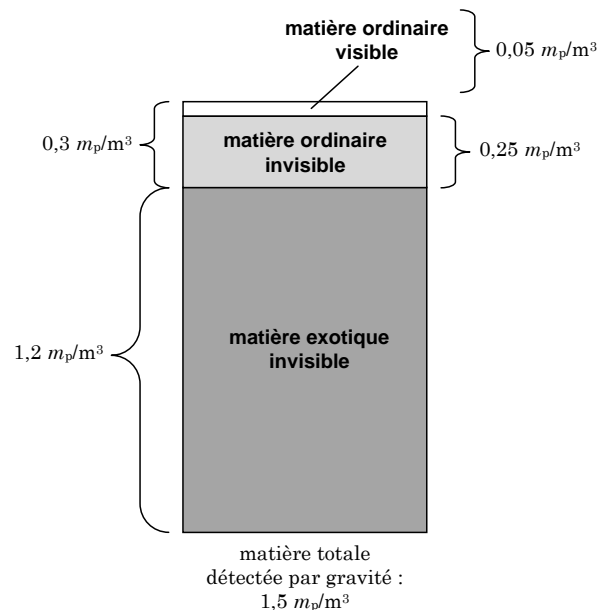 matière ordinaire
visible
0,05 mₚ/m³
0,3 mₚ/m³
matière ordinaire
invisible
0,25 mₚ/m³
1,2 mₚ/m³
matière exotique
invisible
matière totale
détectée par gravité :
1,5 mₚ/m³